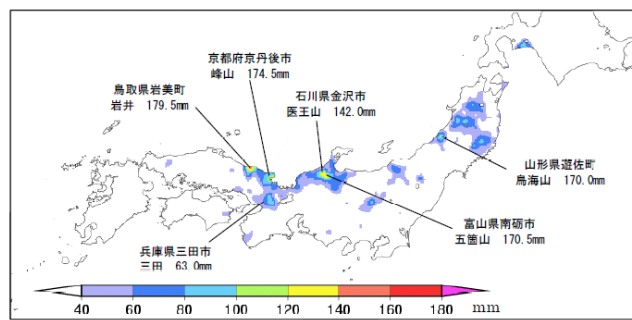 京都府京丹後市
峰山 174.5mm
鳥取県岩美町
岩井 179.5mm
石川県金沢市
医王山 142.0mm
山形県遊佐町
鳥海山 170.0mm
富山県南砺市
五箇山 170.5mm
兵庫県三田市
三田 63.0mm
40 60 80 100 120 140 160 180 mm